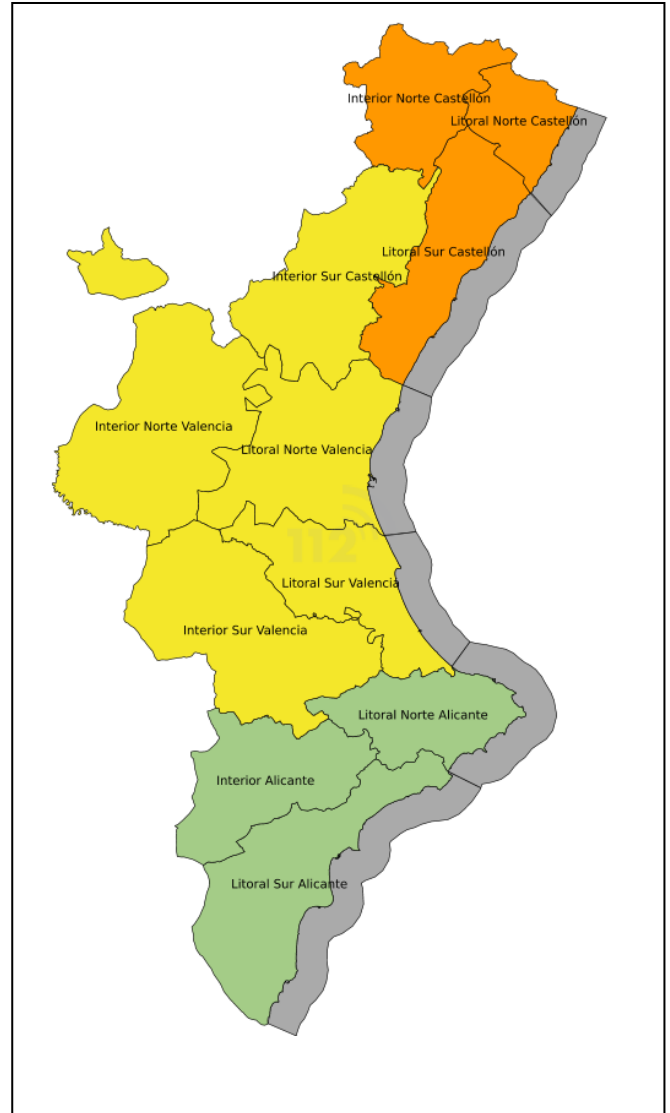 Interior Norte Castellón
Litoral Norte Castellón
Litoral Sur Castellón
Interior Sur Castellón
Interior Norte Valencia
Litoral Norte Valencia
112
Litoral Sur Valencia
Interior Sur Valencia
Litoral Norte Alicante
Interior Alicante
Litoral Sur Alicante